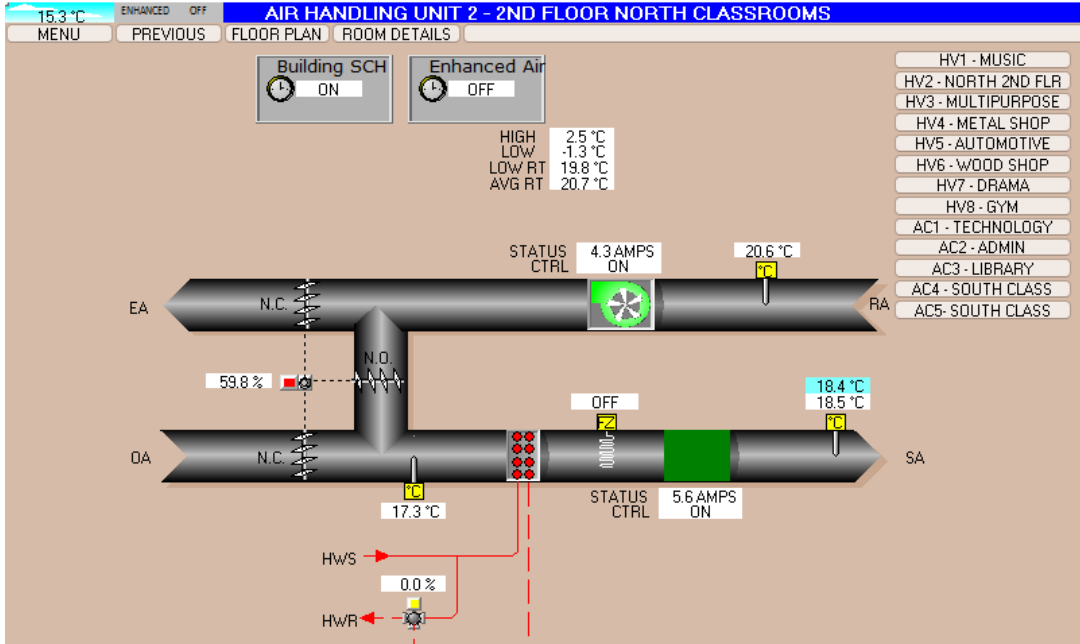 15.3 °C ENHANCED OFF AIR HANDLING UNIT 2 - 2ND FLOOR NORTH CLASSROOMS
MENU PREVIOUS FLOOR PLAN ROOM DETAILS
Building SCH
ON
Enhanced Air
OFF
HIGH 2.5 °C
LOW -1.3 °C
LOW RT 19.8 °C
AVG RT 20.7 °C
HV1 - MUSIC
HV2 - NORTH 2ND FLR
HV3 - MULTIPURPOSE
HV4 - METAL SHOP
HV5 - AUTOMOTIVE
HV6 - WOOD SHOP
HV7 - DRAMA
HV8 - GYM
AC1 - TECHNOLOGY
AC2 - ADMIN
AC3 - LIBRARY
AC4 - SOUTH CLASS
AC5- SOUTH CLASS
STATUS 4.3 AMPS
CTRL ON
20.6 °C
°C
EA
N.C.
RA
N.O.
59.8 %
18.4 °C
18.5 °C
°C
OFF
FZ
OA
N.C.
SA
°C
17.3 °C
STATUS 5.6 AMPS
CTRL ON
HWS
0.0 %
HWR